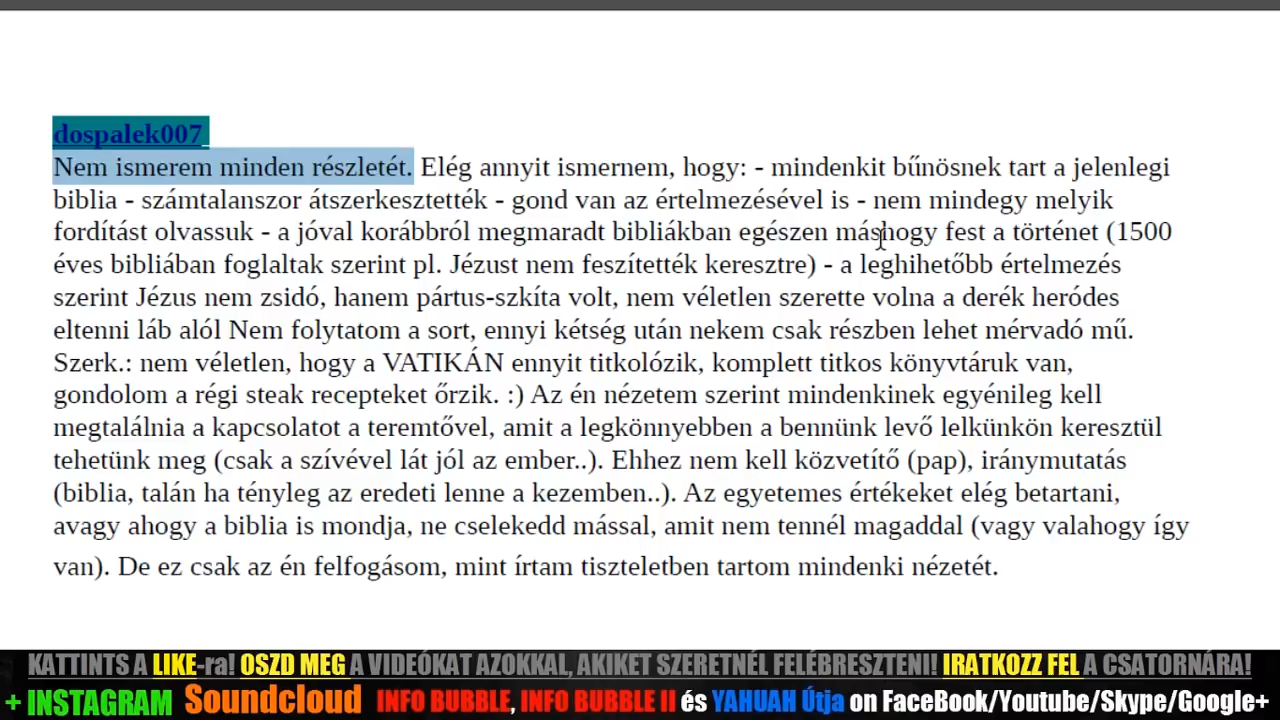 dospalek007
Nem ismerem minden részletét. Elég annyit ismernem, hogy: - mindenkit bűnösnek tart a jelenlegi
biblia - számtalanszor átszerkesztették - gond van az értelmezésével is - nem mindegy melyik
fordítást olvassuk - a jóval korábbról megmaradt bibliákban egészen máshogy fest a történet (1500
éves bibliában foglaltak szerint pl. Jézust nem feszítették keresztre) - a leghihetőbb értelmezés
szerint Jézus nem zsidó, hanem pártus-szkíta volt, nem véletlen szerette volna a derék heródes
eltenni láb alól Nem folytatom a sort, ennyi kétség után nekem csak részben lehet mérvadó mű.
Szerk.: nem véletlen, hogy a VATIKÁN ennyit titkolózik, komplett titkos könyvtáruk van,
gondolom a régi steak recepteket őrzik. :) Az én nézetem szerint mindenkinek egyénileg kell
megtalálnia a kapcsolatot a teremtővel, amit a legkönnyebben a bennünk levő lelkünkön keresztül
tehetünk meg (csak a szívével lát jól az ember..). Ehhez nem kell közvetítő (pap), iránymutatás
(biblia, talán ha tényleg az eredeti lenne a kezemben..). Az egyetemes értékeket elég betartani,
avagy ahogy a biblia is mondja, ne cselekedd mással, amit nem tennél magaddal (vagy valahogy így
van). De ez csak az én felfogásom, mint írtam tiszteletben tartom mindenki nézetét.
KATTINTS A LIKE-ra! OSZD MEG A VIDEÓKAT AZOKKAL, AKIKET SZERETNÉL FELÉBRESZTENI! IRATKOZZ FEL A CSATORNÁRA!
+ INSTAGRAM Soundcloud INFO BUBBLE, INFO BUBBLE II és YAHUAH Útja on FaceBook/Youtube/Skype/Google+